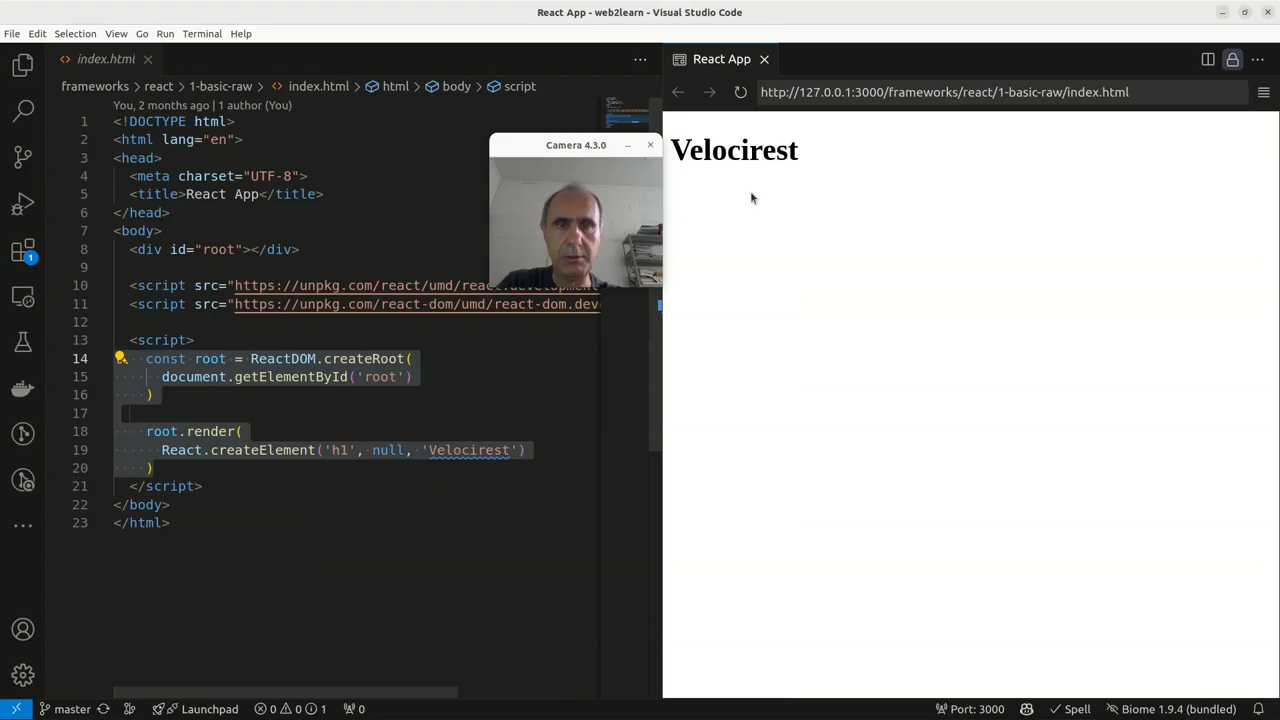 React App - web2learn - Visual Studio Code
File Edit Selection View Go Run Terminal Help
index.html
React App
frameworks react 1-basic-raw index.html html body script
http://127.0.0.1:3000/frameworks/react/1-basic-raw/index.html
You, 2 months ago | 1 author (You)
1 <!DOCTYPE html>
2 <html lang="en">
3 <head>
4 <meta charset="UTF-8">
5 <title>React App</title>
6 </head>
7 <body>
8 <div id="root"></div>
9
10 <script src="https://unpkg.com/react/umd/react.development
11 <script src="https://unpkg.com/react-dom/umd/react-dom.dev
12
13 <script>
14 const root = ReactDOM.createRoot(
15 document.getElementById('root')
16 )
17
18 root.render(
19 React.createElement('h1', null, 'Velocirest')
20 )
21 </script>
22 </body>
23 </html>
Camera 4.3.0
Velocirest
1
master Launchpad 0 0 1 0 Port: 3000 Spell Biome 1.9.4 (bundled)